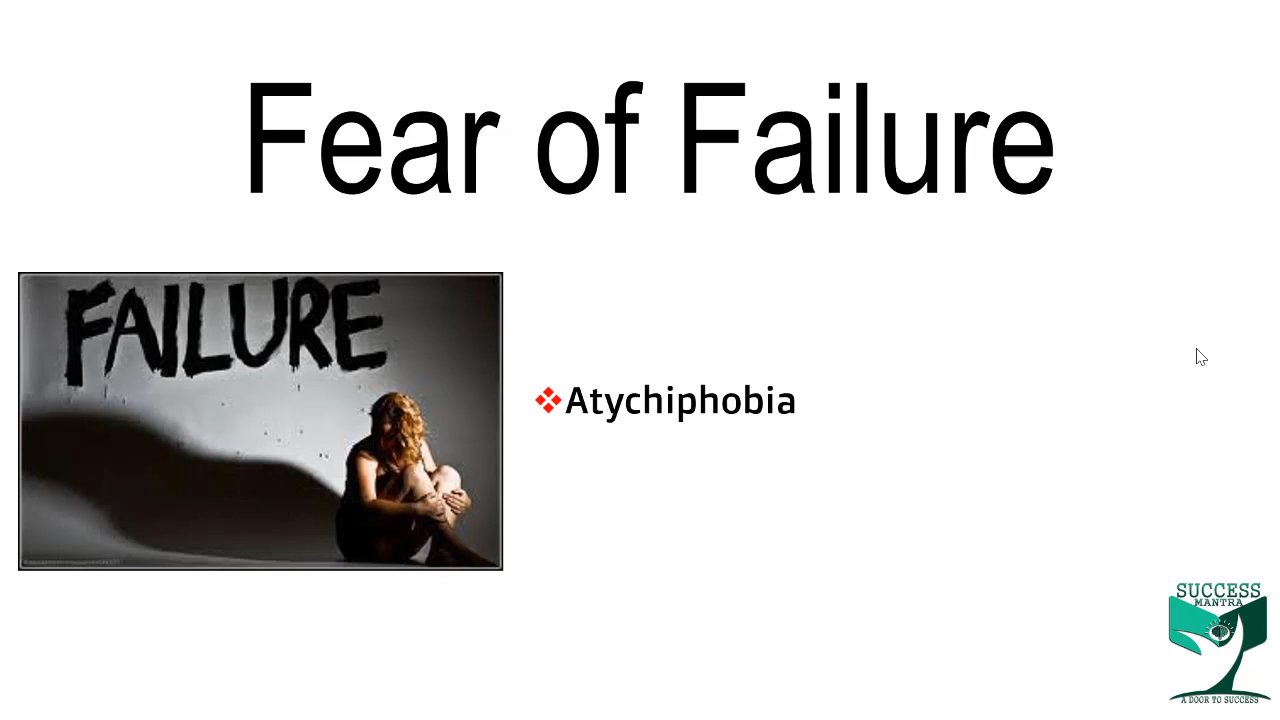 Fear of Failure
FAILURE
Atychiphobia
SUCCESS
MANTRA
A DOOR TO SUCCESS